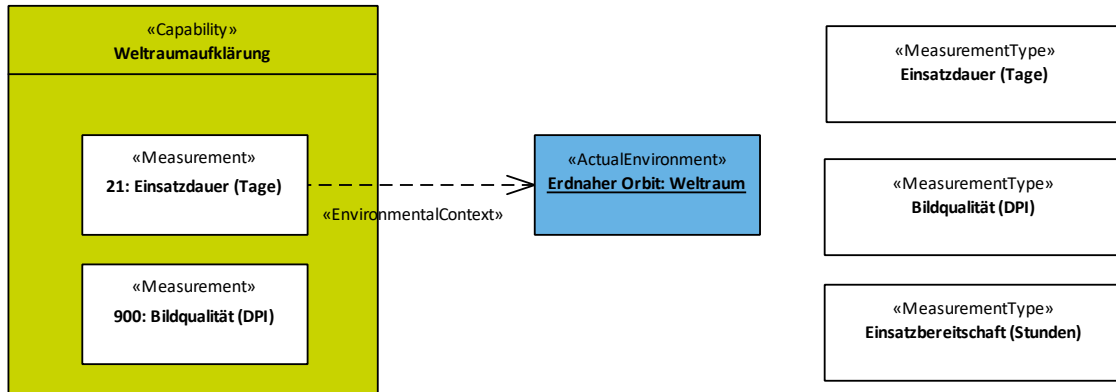 «Capability»
Weltraumaufklärung
«Measurement»
21: Einsatzdauer (Tage)
«EnvironmentalContext»
«Measurement»
900: Bildqualität (DPI)
«ActualEnvironment»
Erdnaher Orbit: Weltraum
«MeasurementType»
Einsatzdauer (Tage)
«MeasurementType»
Bildqualität (DPI)
«MeasurementType»
Einsatzbereitschaft (Stunden)